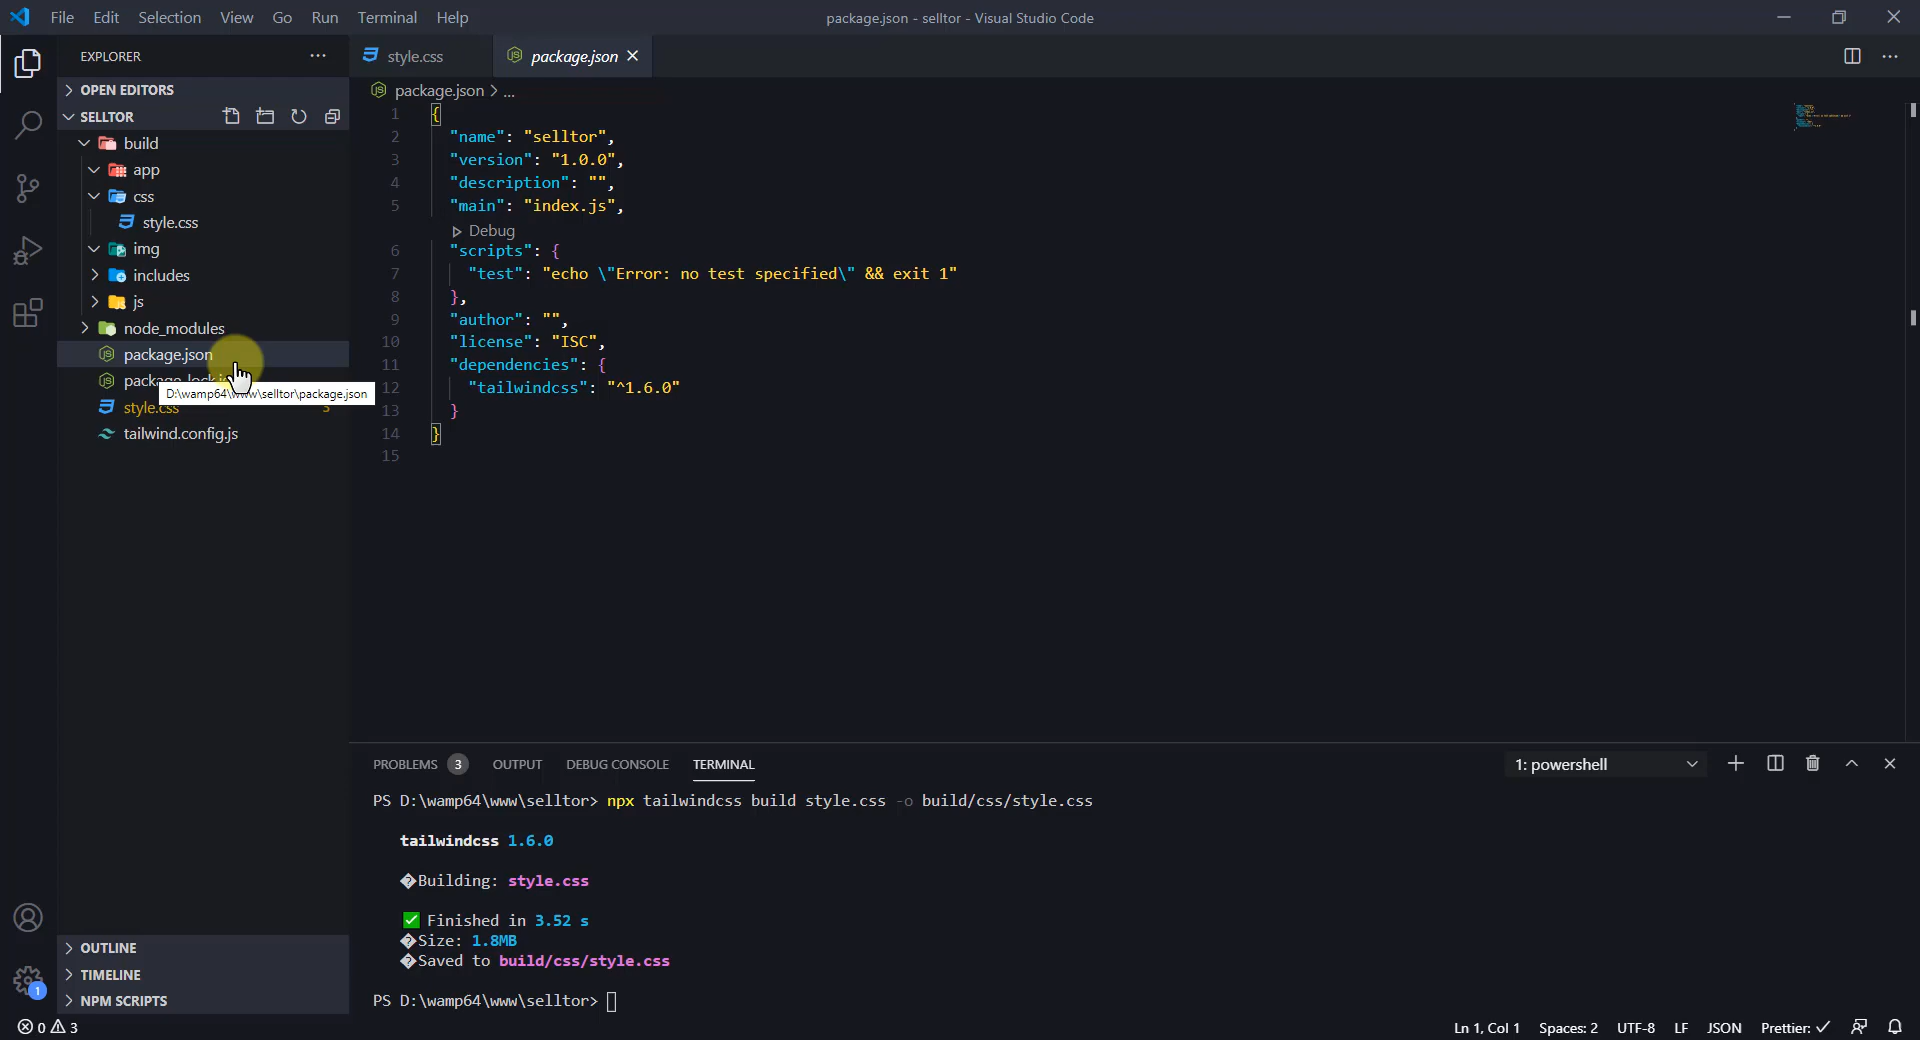 File Edit Selection View Go Run Terminal Help
package.json - selltor - Visual Studio Code
EXPLORER
OPEN EDITORS
SELLTOR
build
app
css
style.css
img
includes
js
node_modules
package.json
package-lock.j
D:\wamp64\www\selltor\package.json
style.css 3
tailwind.config.js
OUTLINE
TIMELINE
NPM SCRIPTS
style.css
package.json
package.json > ...
1 {
2 "name": "selltor",
3 "version": "1.0.0",
4 "description": "",
5 "main": "index.js",
Debug
6 "scripts": {
7 "test": "echo \"Error: no test specified\" && exit 1"
8 },
9 "author": "",
10 "license": "ISC",
11 "dependencies": {
12 "tailwindcss": "^1.6.0"
13 }
14 }
15
PROBLEMS 3 OUTPUT DEBUG CONSOLE TERMINAL
1: powershell
PS D:\wamp64\www\selltor> npx tailwindcss build style.css -o build/css/style.css
tailwindcss 1.6.0
�Building: style.css
✅ Finished in 3.52 s
�Size: 1.8MB
�Saved to build/css/style.css
PS D:\wamp64\www\selltor>
1
0 3
Ln 1, Col 1 Spaces: 2 UTF-8 LF JSON Prettier: ✓